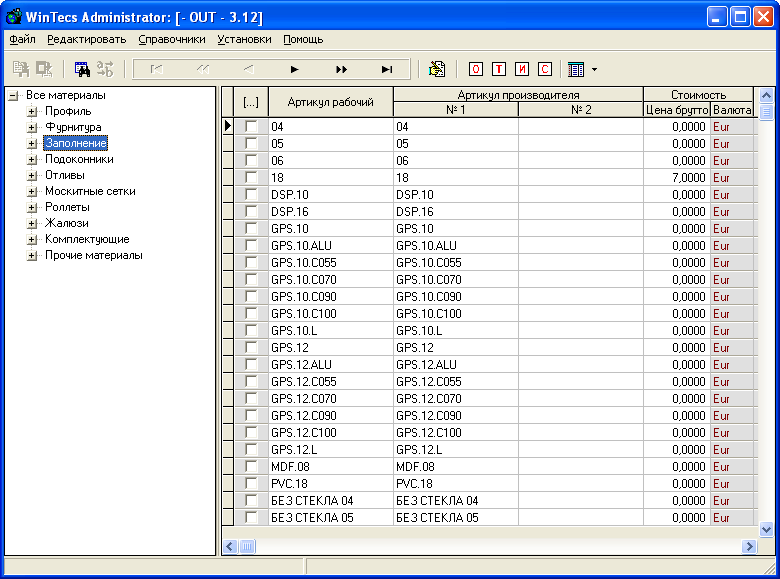 WinTecs Administrator: [- OUT - 3.12]
Файл Редактировать Справочники Установки Помощь
О Т И С
Все материалы
Профиль
Фурнитура
Заполнение
Подоконники
Отливы
Москитные сетки
Роллеты
Жалюзи
Комплектующие
Прочие материалы
[...] Артикул рабочий Артикул производителя Стоимость
№ 1 № 2 Цена брутто Валюта
04 04 0,0000 Eur
05 05 0,0000 Eur
06 06 0,0000 Eur
18 18 7,0000 Eur
DSP.10 DSP.10 0,0000 Eur
DSP.16 DSP.16 0,0000 Eur
GPS.10 GPS.10 0,0000 Eur
GPS.10.ALU GPS.10.ALU 0,0000 Eur
GPS.10.C055 GPS.10.C055 0,0000 Eur
GPS.10.C070 GPS.10.C070 0,0000 Eur
GPS.10.C090 GPS.10.C090 0,0000 Eur
GPS.10.C100 GPS.10.C100 0,0000 Eur
GPS.10.L GPS.10.L 0,0000 Eur
GPS.12 GPS.12 0,0000 Eur
GPS.12.ALU GPS.12.ALU 0,0000 Eur
GPS.12.C055 GPS.12.C055 0,0000 Eur
GPS.12.C070 GPS.12.C070 0,0000 Eur
GPS.12.C090 GPS.12.C090 0,0000 Eur
GPS.12.C100 GPS.12.C100 0,0000 Eur
GPS.12.L GPS.12.L 0,0000 Eur
MDF.08 MDF.08 0,0000 Eur
PVC.18 PVC.18 0,0000 Eur
БЕЗ СТЕКЛА 04 БЕЗ СТЕКЛА 04 0,0000 Eur
БЕЗ СТЕКЛА 05 БЕЗ СТЕКЛА 05 0,0000 Eur